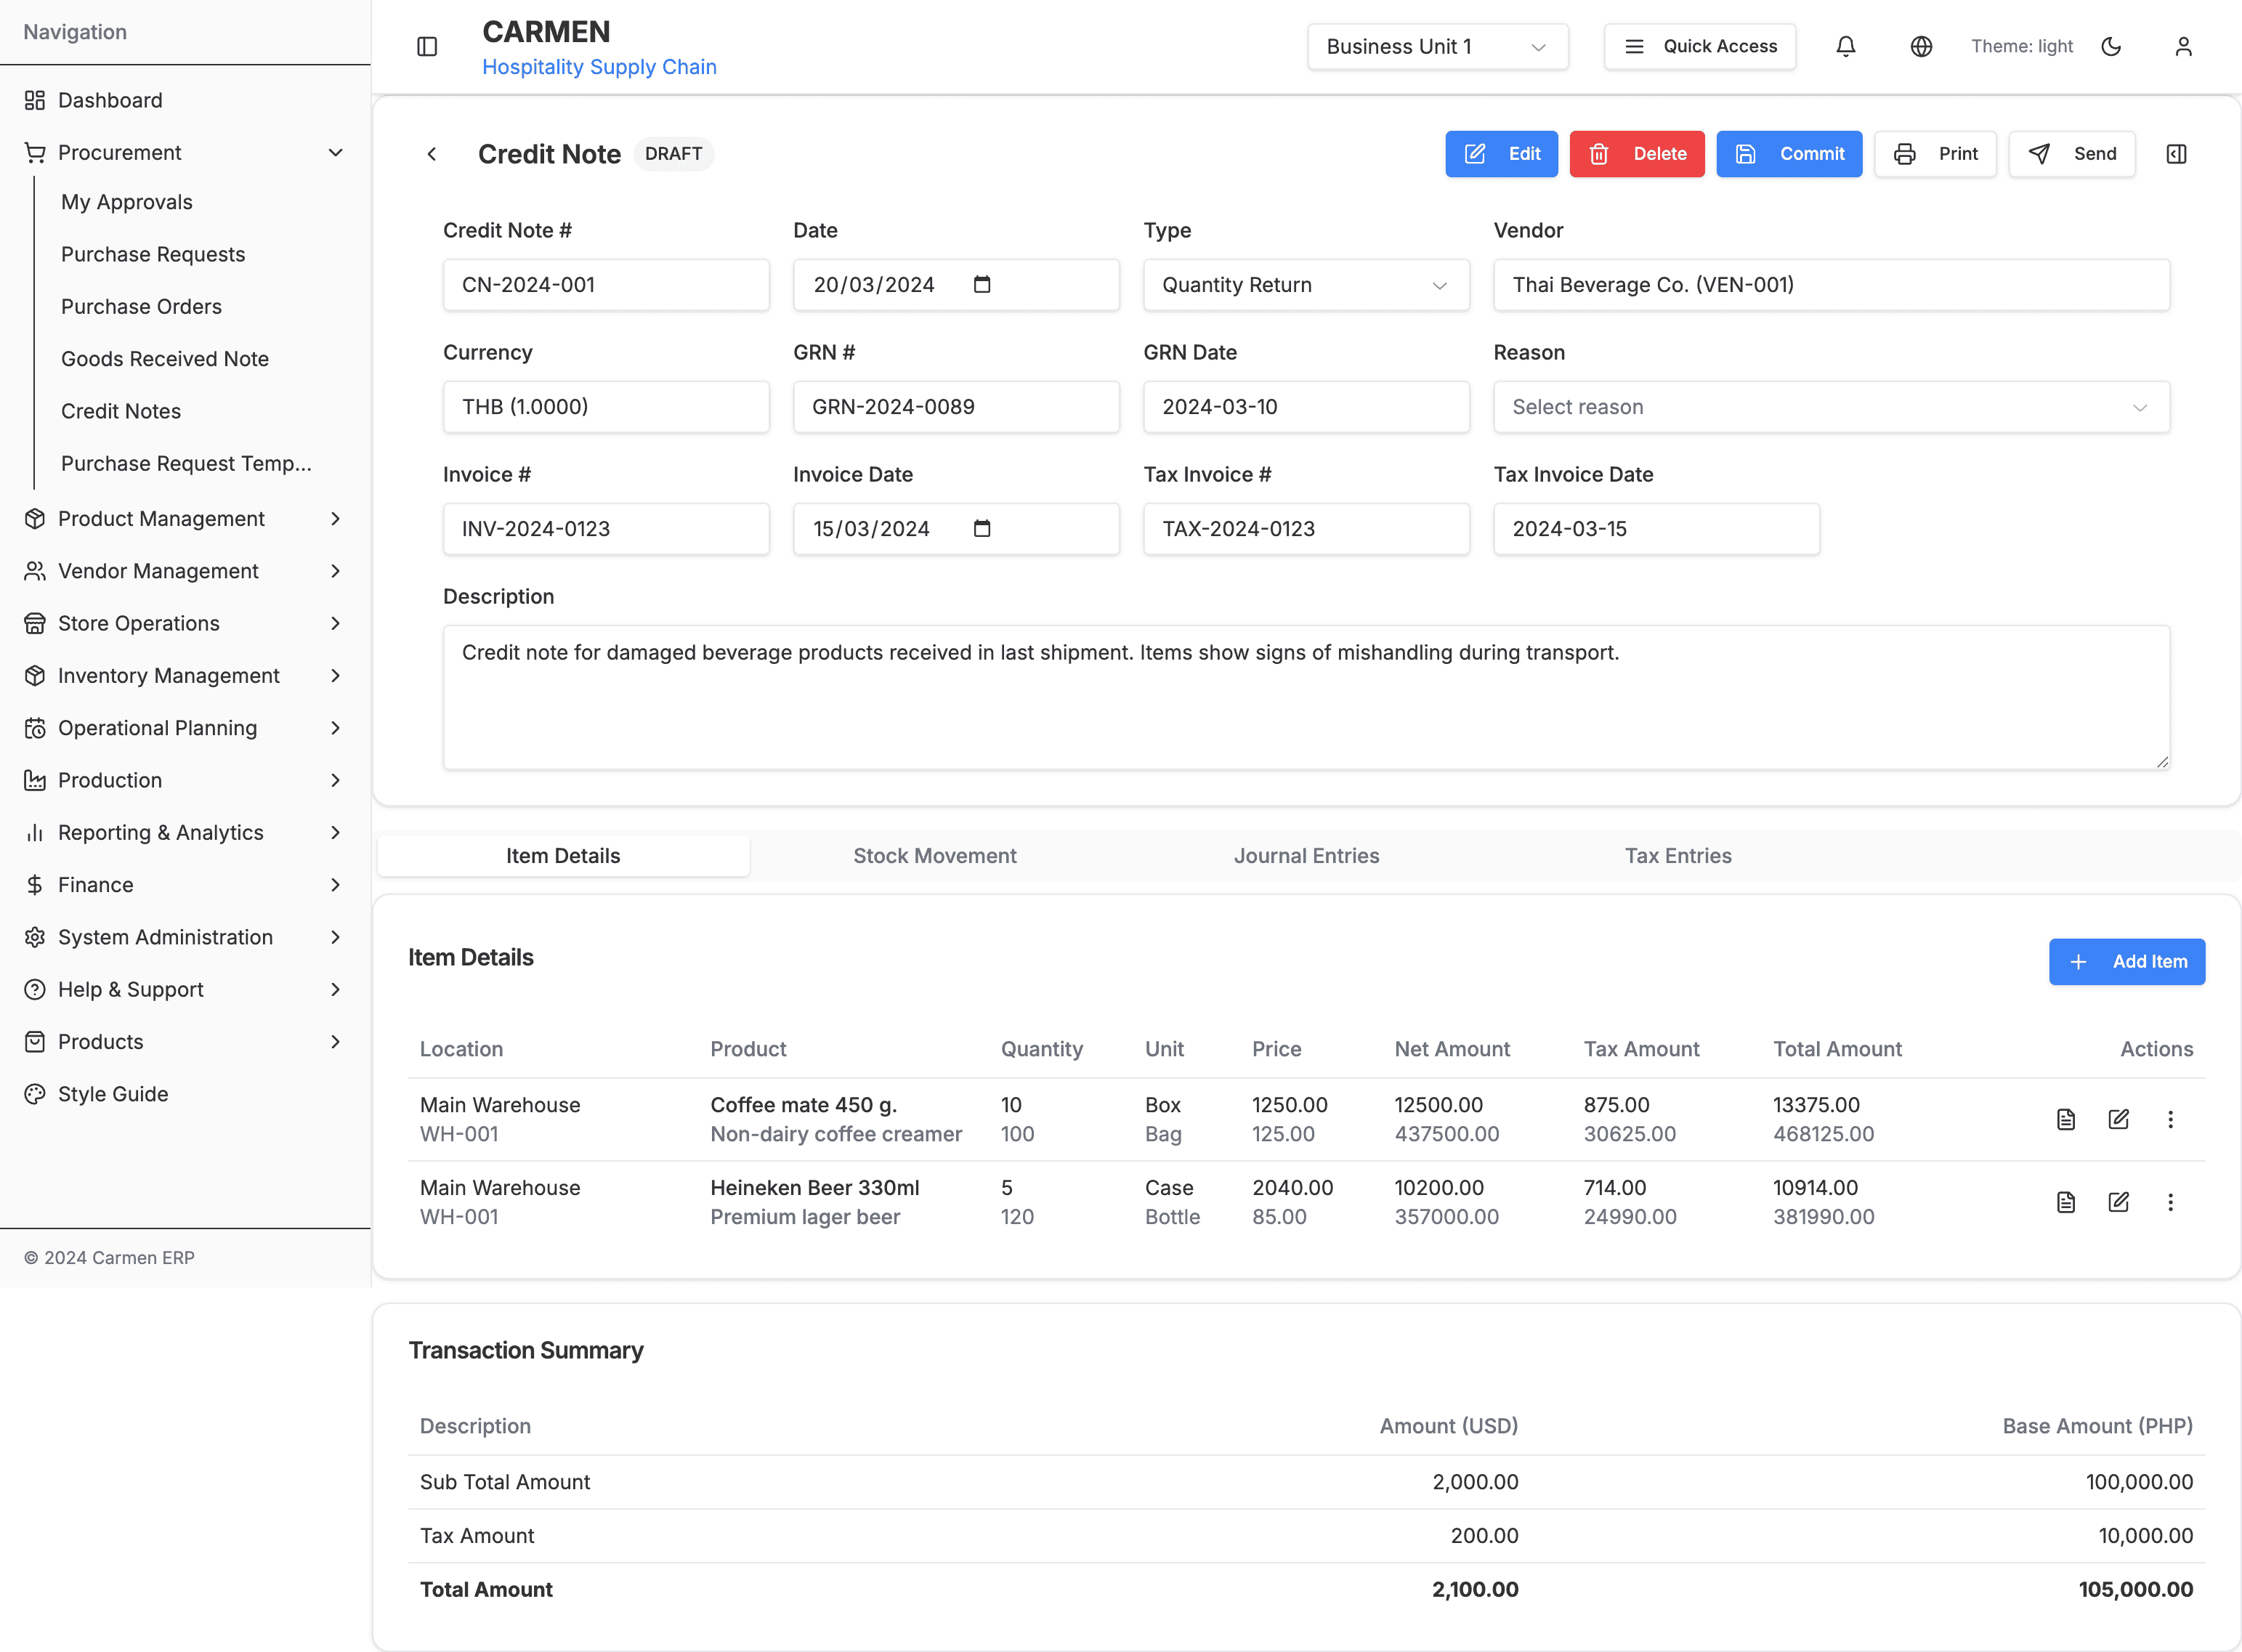 Navigation
Dashboard
Procurement
My Approvals
Purchase Requests
Purchase Orders
Goods Received Note
Credit Notes
Purchase Request Temp...
Product Management
Vendor Management
Store Operations
Inventory Management
Operational Planning
Production
Reporting & Analytics
Finance
System Administration
Help & Support
Products
Style Guide
© 2024 Carmen ERP
CARMEN
Hospitality Supply Chain
Business Unit 1
Quick Access
Theme: light
Credit Note DRAFT
Edit Delete Commit Print Send
Credit Note # Date Type Vendor
CN-2024-001 20/03/2024 Quantity Return Thai Beverage Co. (VEN-001)
Currency GRN # GRN Date Reason
THB (1.0000) GRN-2024-0089 2024-03-10 Select reason
Invoice # Invoice Date Tax Invoice # Tax Invoice Date
INV-2024-0123 15/03/2024 TAX-2024-0123 2024-03-15
Description
Credit note for damaged beverage products received in last shipment. Items show signs of mishandling during transport.
Item Details Stock Movement Journal Entries Tax Entries
Item Details
Add Item
Location Product Quantity Unit Price Net Amount Tax Amount Total Amount Actions
Main Warehouse Coffee mate 450 g. 10 Box 1250.00 12500.00 875.00 13375.00
WH-001 Non-dairy coffee creamer 100 Bag 125.00 437500.00 30625.00 468125.00
Main Warehouse Heineken Beer 330ml 5 Case 2040.00 10200.00 714.00 10914.00
WH-001 Premium lager beer 120 Bottle 85.00 357000.00 24990.00 381990.00
Transaction Summary
Description Amount (USD) Base Amount (PHP)
Sub Total Amount 2,000.00 100,000.00
Tax Amount 200.00 10,000.00
Total Amount 2,100.00 105,000.00